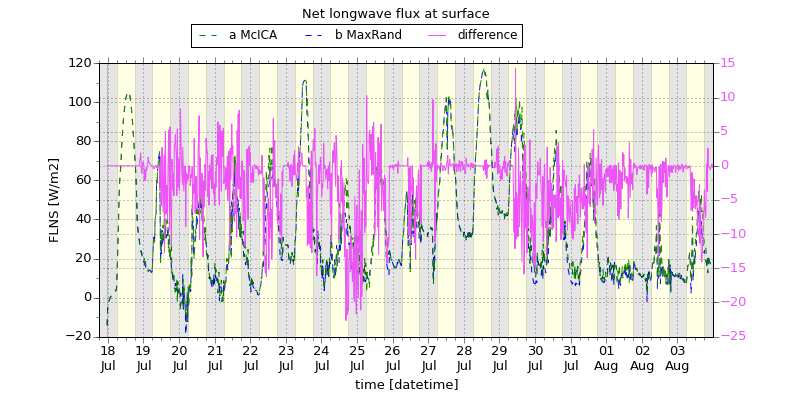 Net longwave flux at surface
a McICA b MaxRand difference
120 15
100 10
80 5
60 0
40 −5
20 −10
0 −15
−20 −20
−25
FLNS [W/m2]
18 19 20 21 22 23 24 25 26 27 28 29 30 31 01 02 03
Jul Jul Jul Jul Jul Jul Jul Jul Jul Jul Jul Jul Jul Jul Aug Aug Aug
time [datetime]